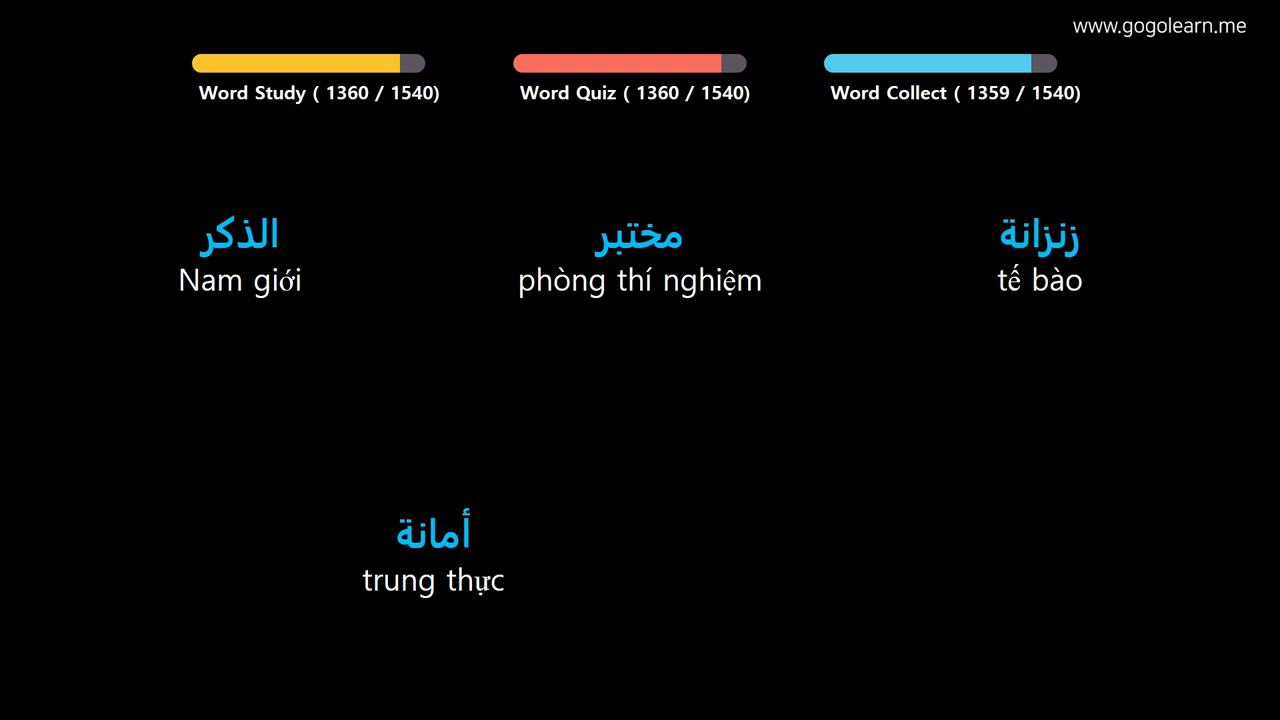 www.gogolearn.me
Word Study ( 1360 / 1540)
Word Quiz ( 1360 / 1540)
Word Collect ( 1359 / 1540)
الذكر
Nam giới
مختبر
phòng thí nghiệm
زنزانة
tế bào
أمانة
trung thực